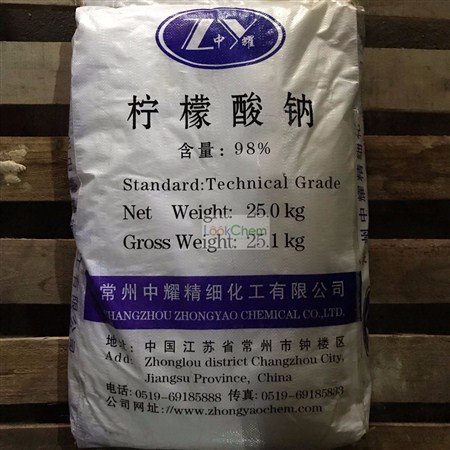 ZY
中耀
柠檬酸钠
含量：98%
Standard:Technical Grade
Net Weight: 25.0 kg
LookChem
Gross Weight: 25.1 kg
常州中耀精细化工有限公司
CHANGZHOU ZHONGYAO CHEMICAL CO.,LTD.
地址：中国江苏省常州市钟楼区
Add: Zhonglou district Changzhou City,
Jiangsu Province, China
电话: 0519-69185888 传真: 0519-69185833
公司网址://www.zhongyaochem.com